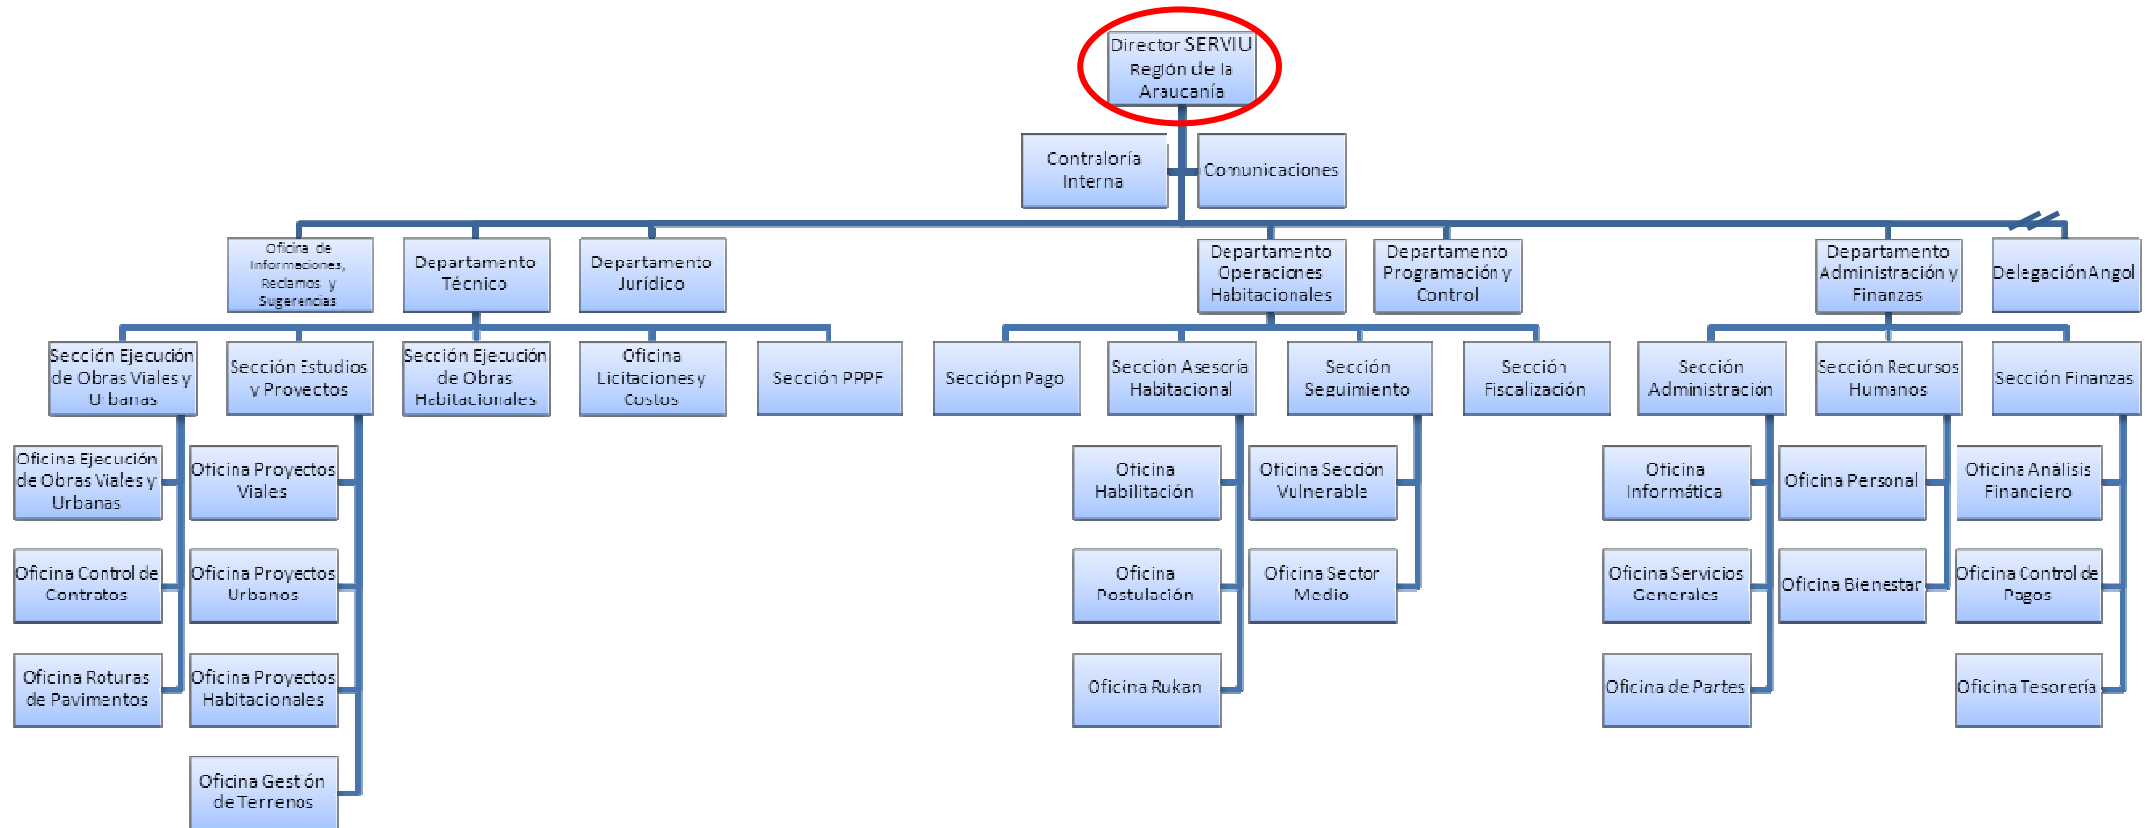 Director SERVIU
Región de la
Araucanía
Contraloría
Interna
Comunicaciones
Oficina de
Informaciones,
Reclamos y
Sugerencias
Departamento
Técnico
Departamento
Jurídico
Departamento
Operaciones
Habitacionales
Departamento
Programación y
Control
Departamento
Administración y
Finanzas
Delegación Angol
Sección Ejecución
de Obras Viales y
Urbanas
Sección Estudios
y Proyectos
Sección Ejecución
de Obras
Habitacionales
Oficina
Licitaciones y
Costos
Sección PPPF
Secciópn Pago
Sección Asesoría
Habitacional
Sección
Seguimiento
Sección
Fiscalización
Sección
Administración
Sección Recursos
Humanos
Sección Finanzas
Oficina Ejecución
de Obras Viales y
Urbanas
Oficina Proyectos
Viales
Oficina
Habilitación
Oficina Sección
Vulnerable
Oficina
Informática
Oficina Personal
Oficina Análisis
Financiero
Oficina Control de
Contratos
Oficina Proyectos
Urbanos
Oficina
Postulación
Oficina Sector
Medio
Oficina Servicios
Generales
Oficina Bienestar
Oficina Control de
Pagos
Oficina Roturas
de Pavimentos
Oficina Proyectos
Habitacionales
Oficina Rukan
Oficina de Partes
Oficina Tesorería
Oficina Gestión
de Terrenos